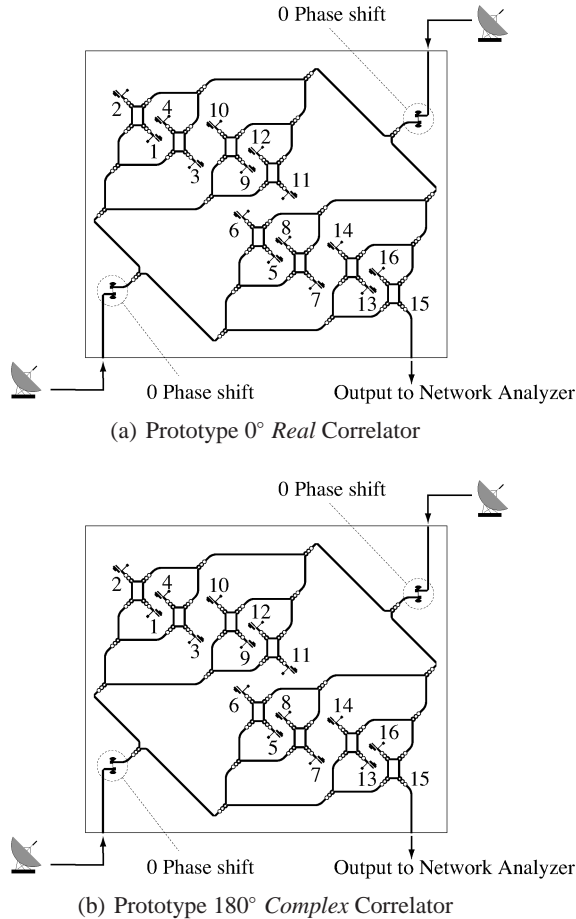 0 Phase shift
2 4 10
1 12
3 9 11
6 8 14
5 16
7 13 15
0 Phase shift
Output to Network Analyzer
(a) Prototype 0° Real Correlator
0 Phase shift
2 4 10
1 12
3 9 11
6 8 14
5 16
7 13 15
0 Phase shift
Output to Network Analyzer
(b) Prototype 180° Complex Correlator